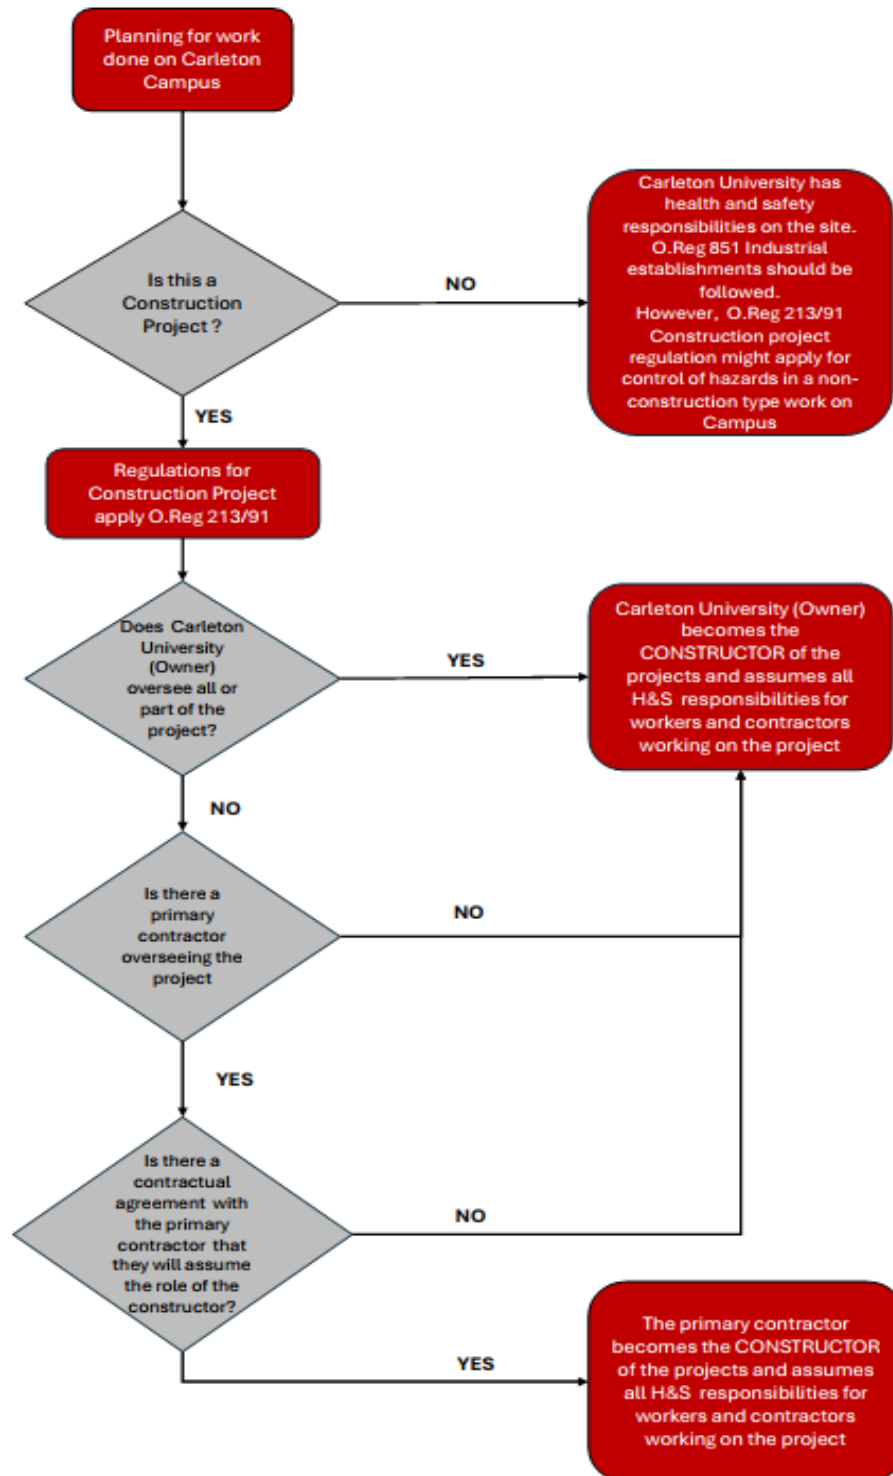 Planning for work
done on Carleton
Campus
Carleton University has
health and safety
responsibilities on the site.
O.Reg 851 Industrial
establishments should be
followed.
However,  O.Reg 213/91
Construction project
regulation might apply for
control of hazards in a non-
construction type work on
Campus
Is this a
Construction
Project ?
NO
YES
Regulations for
Construction Project
apply O.Reg 213/91
Does Carleton
University
(Owner)
oversee all or
part of the
project?
YES
Carleton University (Owner)
becomes the
CONSTRUCTOR of the
projects and assumes all
H&S responsibilities for
workers and contractors
working on the project
NO
Is there a
primary
contractor
overseeing the
project
NO
YES
Is there a
contractual
agreement with
the primary
contractor that
they will assume
the role of the
constructor?
NO
YES
The primary contractor
becomes the CONSTRUCTOR
of the projects and assumes
all H&S responsibilities for
workers and contractors
working on the project